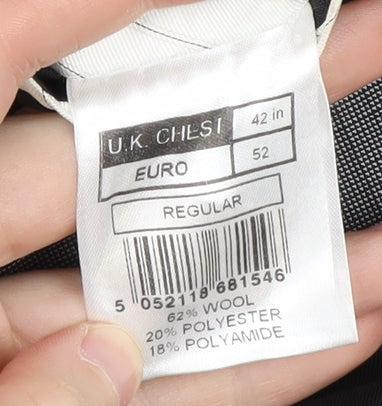 U.K. CHEST 42 in
EURO 52
REGULAR
5 052118 681546
62% WOOL
20% POLYESTER
18% POLYAMIDE